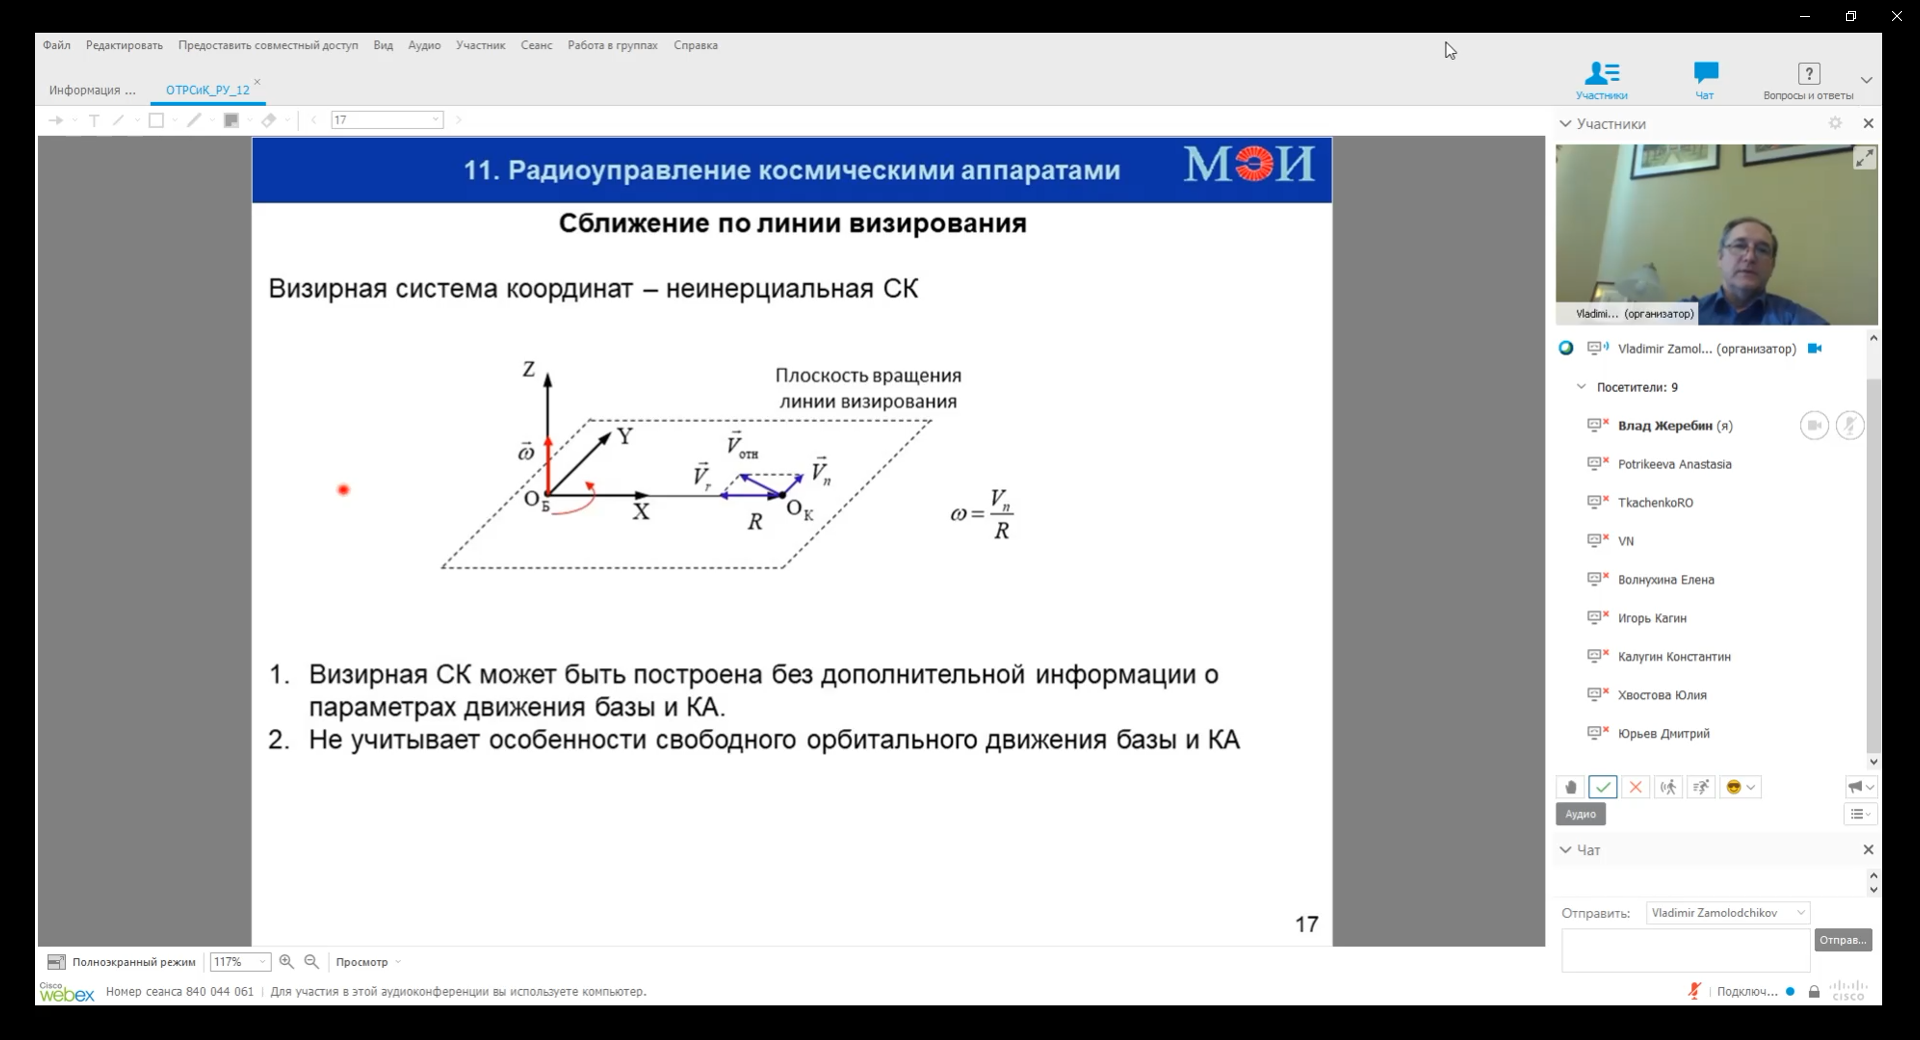 Файл Редактировать Предоставить совместный доступ Вид Аудио Участник Сеанс Работа в группах Справка
Информация ... ОТРСиК_РУ_12
Участники Чат Вопросы и ответы
17
Участники
11. Радиоуправление космическими аппаратами МЭИ
Сближение по линии визирования
Визирная система координат – неинерциальная СК
Z
Плоскость вращения
линии визирования
Y
ω⃗
V⃗отн
V⃗r
V⃗n
OБ
X
R
OК
ω = Vn / R
1. Визирная СК может быть построена без дополнительной информации о
параметрах движения базы и КА.
2. Не учитывает особенности свободного орбитального движения базы и КА
17
Vladimi... (организатор)
Vladimir Zamol... (организатор)
Посетители: 9
Влад Жеребин (я)
Potrikeeva Anastasia
TkachenkoRO
VN
Волнухина Елена
Игорь Кагин
Калугин Константин
Хвостова Юлия
Юрьев Дмитрий
Аудио
Чат
Отправить: Vladimir Zamolodchikov
Отправ...
Полноэкранный режим 117% Просмотр
Cisco webex Номер сеанса 840 044 061 | Для участия в этой аудиоконференции вы используете компьютер.
Подключ...
CISCO